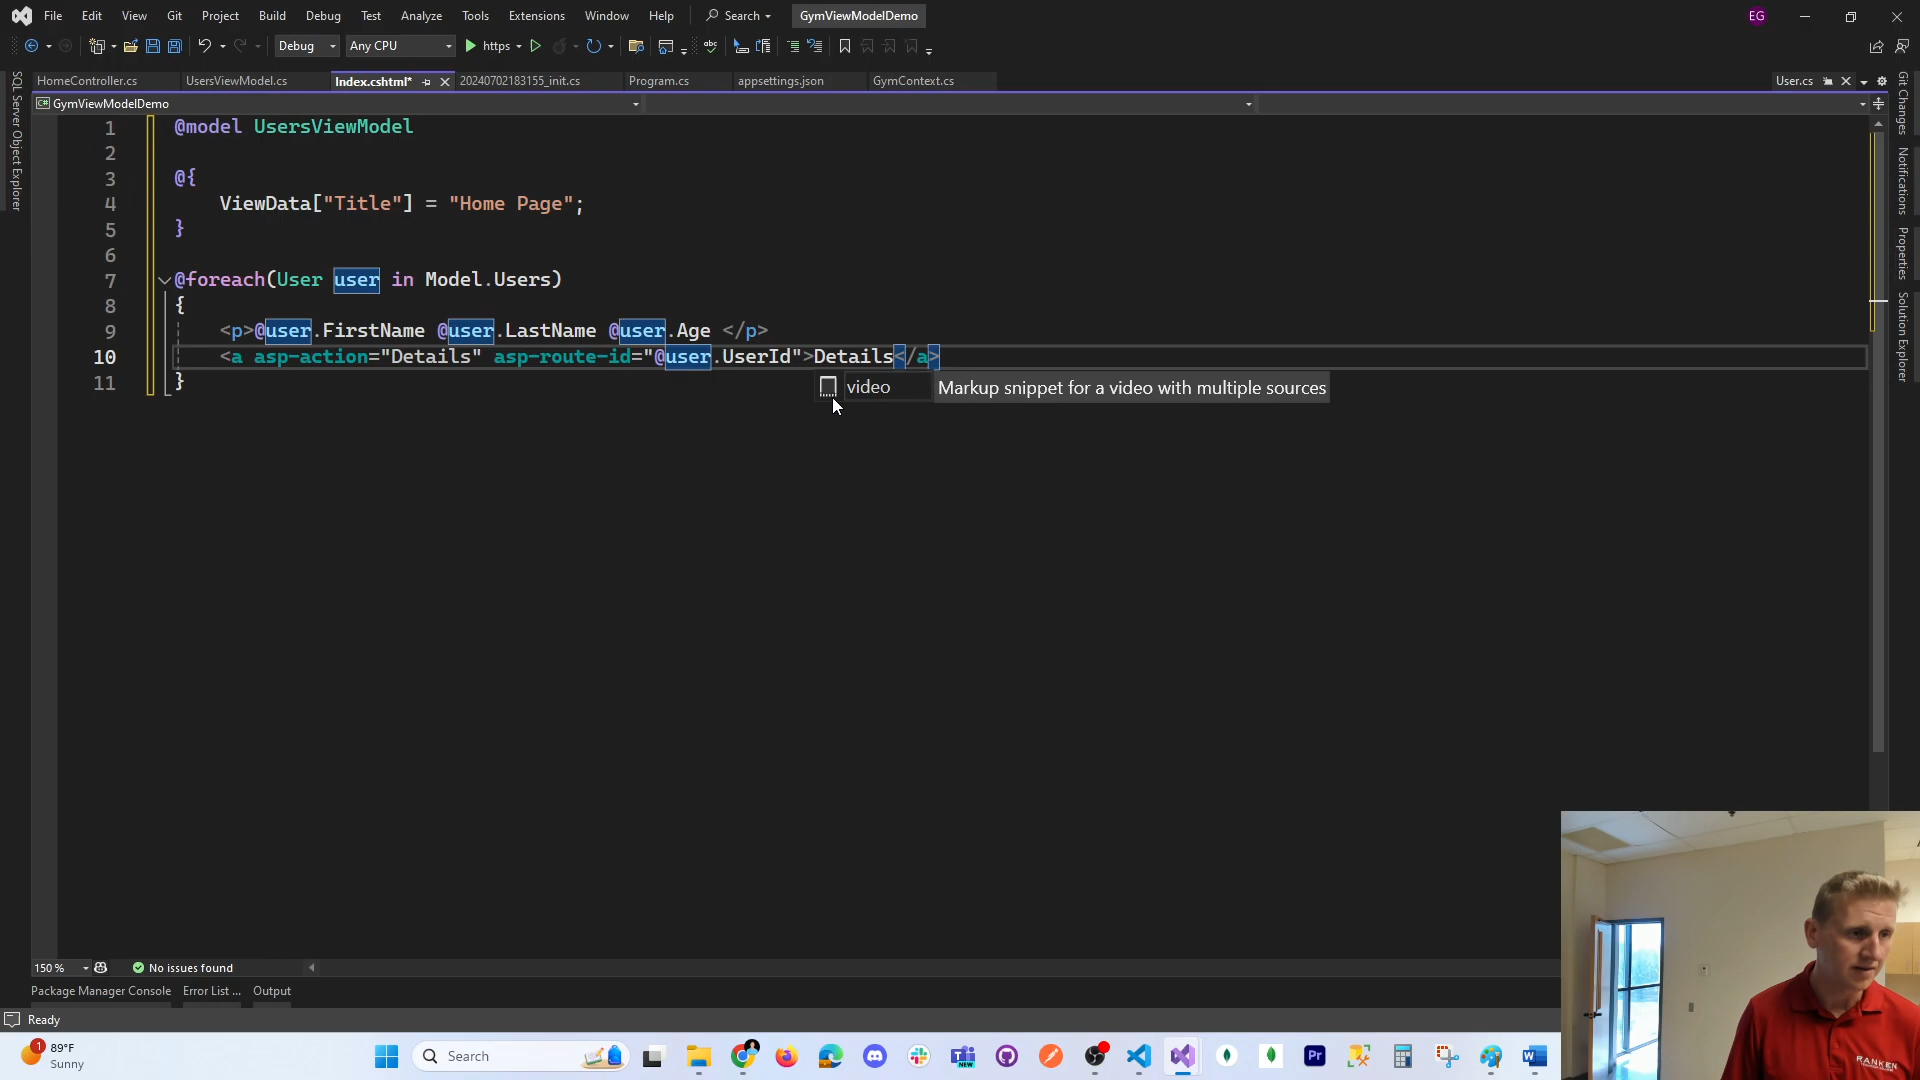 File Edit View Git Project Build Debug Test Analyze Tools Extensions Window Help Search GymViewModelDemo EG
Debug Any CPU https
HomeController.cs UsersViewModel.cs Index.cshtml* 20240702183155_init.cs Program.cs appsettings.json GymContext.cs User.cs
GymViewModelDemo
SQL Server Object Explorer
Git Changes
Notifications
Properties
Solution Explorer
1 @model UsersViewModel
2
3 @{
4 ViewData["Title"] = "Home Page";
5 }
6
7 @foreach(User user in Model.Users)
8 {
9 <p>@user.FirstName @user.LastName @user.Age </p>
10 <a asp-action="Details" asp-route-id="@user.UserId">Details</a>
11 }
video Markup snippet for a video with multiple sources
150 % No issues found
Package Manager Console Error List ... Output
Ready
RANKEN
1 89°F
Sunny
Search
NEW
Pr